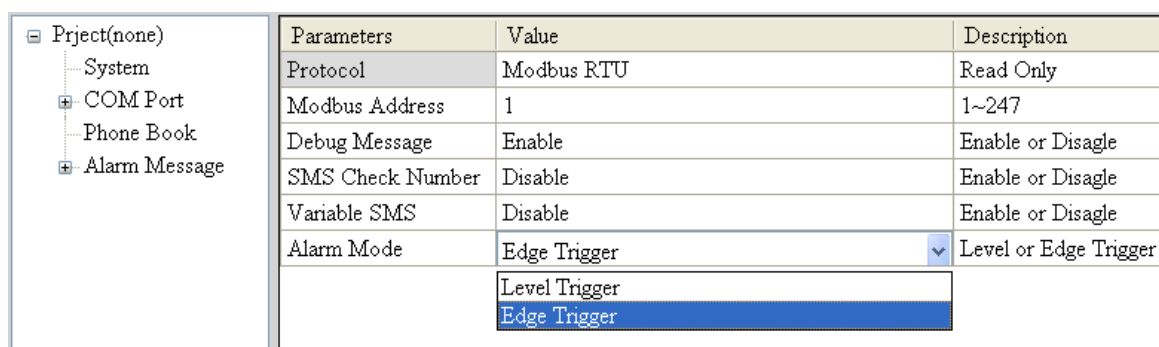 Prject(none)
System
COM Port
Phone Book
Alarm Message
Parameters Value Description
Protocol Modbus RTU Read Only
Modbus Address 1 1~247
Debug Message Enable Enable or Disagle
SMS Check Number Disable Enable or Disagle
Variable SMS Disable Enable or Disagle
Alarm Mode Edge Trigger Level or Edge Trigger
Level Trigger
Edge Trigger